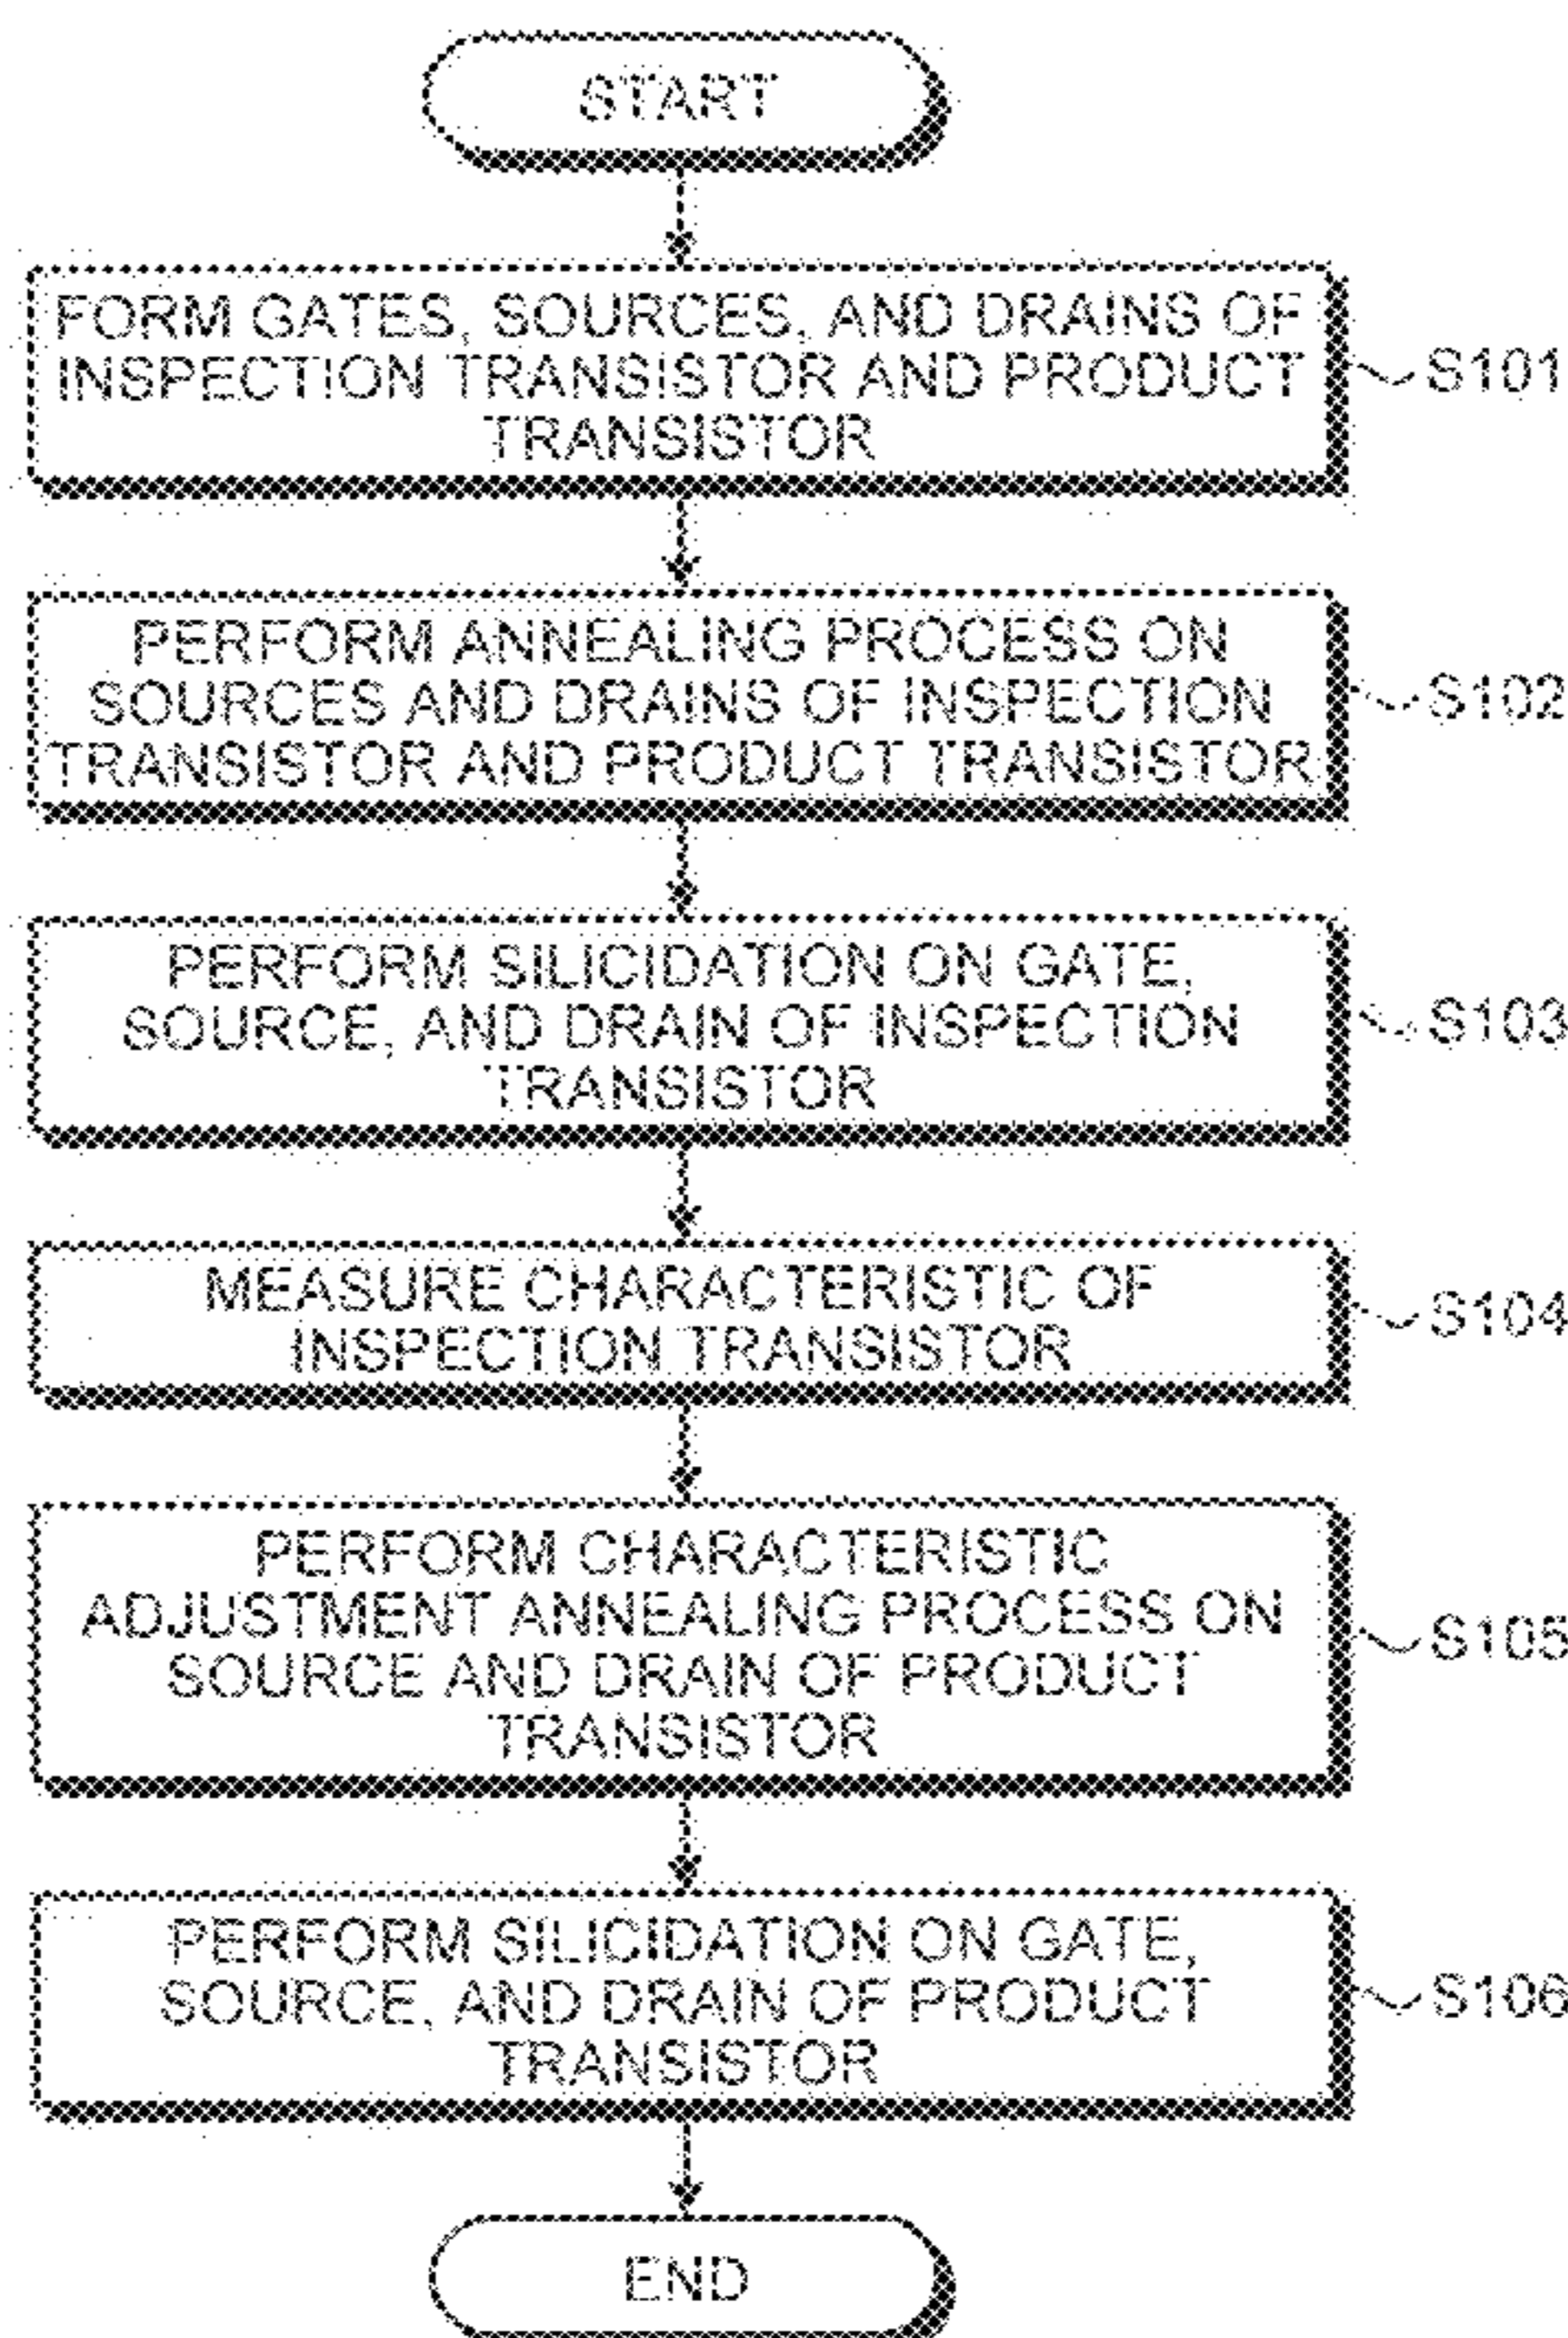 START
FORM GATES, SOURCES, AND DRAINS OF
INSPECTION TRANSISTOR AND PRODUCT
TRANSISTOR
S101
PERFORM ANNEALING PROCESS ON
SOURCES AND DRAINS OF INSPECTION
TRANSISTOR AND PRODUCT TRANSISTOR
S102
PERFORM SILICIDATION ON GATE,
SOURCE, AND DRAIN OF INSPECTION
TRANSISTOR
S103
MEASURE CHARACTERISTIC OF
INSPECTION TRANSISTOR
S104
PERFORM CHARACTERISTIC
ADJUSTMENT ANNEALING PROCESS ON
SOURCE AND DRAIN OF PRODUCT
TRANSISTOR
S105
PERFORM SILICIDATION ON GATE,
SOURCE, AND DRAIN OF PRODUCT
TRANSISTOR
S106
END